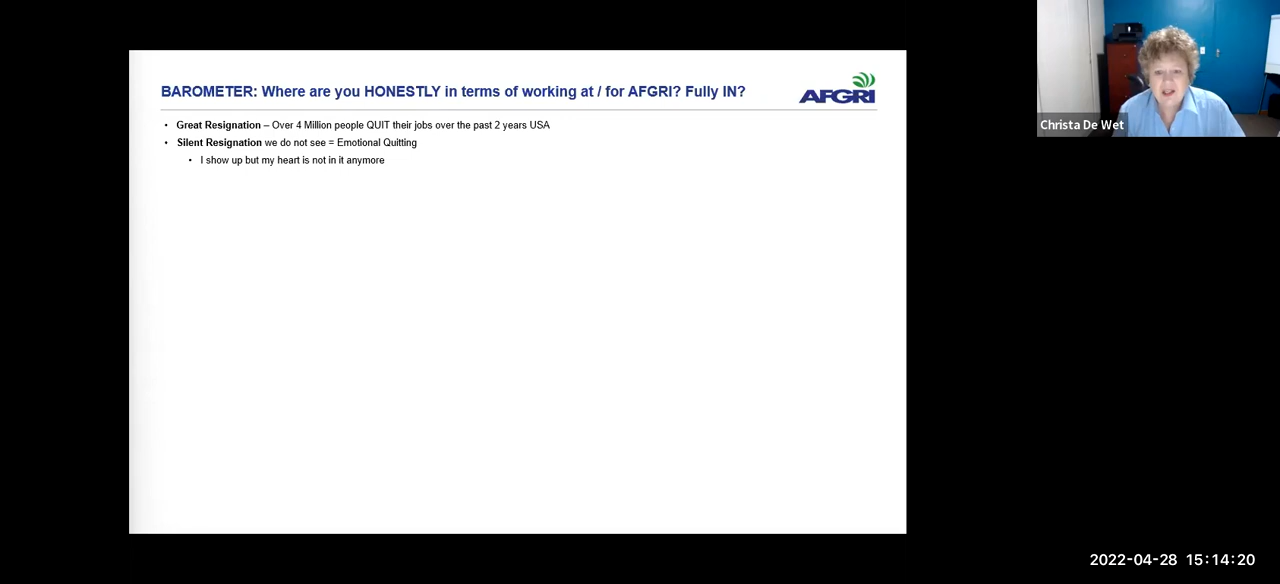 BAROMETER: Where are you HONESTLY in terms of working at / for AFGRI? Fully IN?
AFGRI
• Great Resignation – Over 4 Million people QUIT their jobs over the past 2 years USA
• Silent Resignation we do not see = Emotional Quitting
• I show up but my heart is not in it anymore
Christa De Wet
2022-04-28 15:14:20